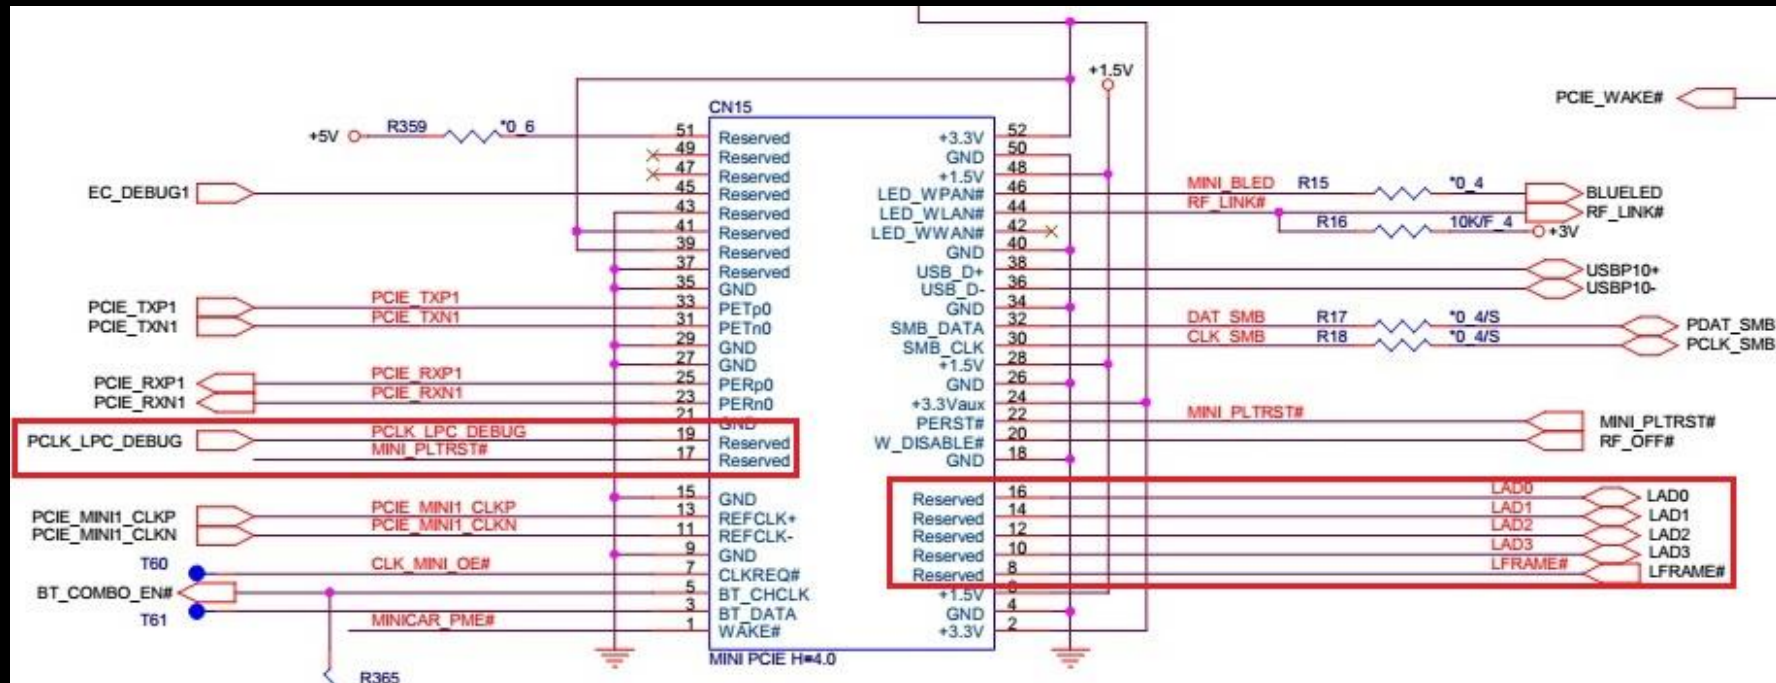 +1.5V
PCIE_WAKE#
CN15
+5V R359 *0_6 51 Reserved +3.3V 52
49 Reserved GND 50
47 Reserved +1.5V 48
EC_DEBUG1 45 Reserved LED_WPAN# 46 MINI_BLED R15 *0_4 BLUELED
43 Reserved LED_WLAN# 44 RF_LINK# RF_LINK#
41 Reserved LED_WWAN# 42 R16 10K/F_4 +3V
39 Reserved GND 40
37 Reserved USB_D+ 38 USBP10+
35 GND USB_D- 36 USBP10-
PCIE_TXP1 PCIE_TXP1 33 PETp0 GND 34
PCIE_TXN1 PCIE_TXN1 31 PETn0 SMB_DATA 32 DAT_SMB R17 *0_4/S PDAT_SMB
29 GND SMB_CLK 30 CLK_SMB R18 *0_4/S PCLK_SMB
27 GND +1.5V 28
PCIE_RXP1 PCIE_RXP1 25 PERp0 GND 26
PCIE_RXN1 PCIE_RXN1 23 PERn0 +3.3Vaux 24
21 GND PERST# 22 MINI_PLTRST# MINI_PLTRST#
PCLK_LPC_DEBUG PCLK_LPC_DEBUG 19 Reserved W_DISABLE# 20 RF_OFF#
MINI_PLTRST# 17 Reserved GND 18
15 GND Reserved 16 LAD0 LAD0
PCIE_MINI1_CLKP PCIE_MINI1_CLKP 13 REFCLK+ Reserved 14 LAD1 LAD1
PCIE_MINI1_CLKN PCIE_MINI1_CLKN 11 REFCLK- Reserved 12 LAD2 LAD2
9 GND Reserved 10 LAD3 LAD3
T60 CLK_MINI_OE# 7 CLKREQ# Reserved 8 LFRAME# LFRAME#
BT_COMBO_EN# 5 BT_CHCLK +1.5V 6
T61 3 BT_DATA GND 4
MINICAR_PME# 1 WAKE# +3.3V 2
MINI PCIE H=4.0
R365